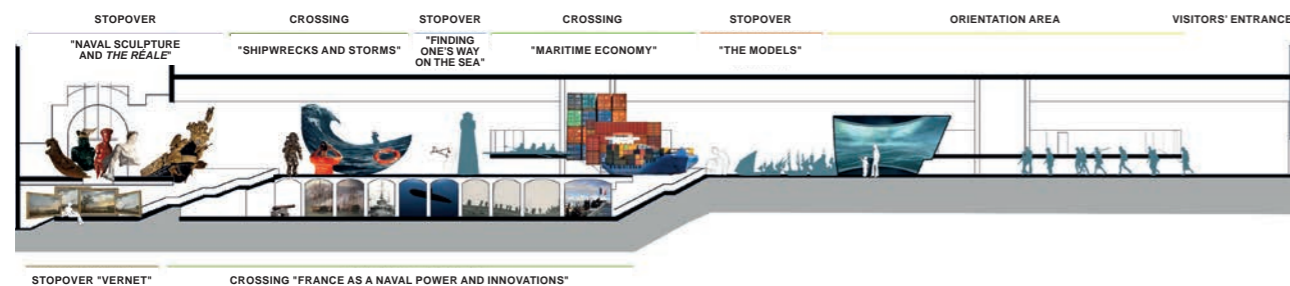 STOPOVER
"NAVAL SCULPTURE
AND THE RÉALE"
CROSSING
"SHIPWRECKS AND STORMS"
STOPOVER
"FINDING
ONE'S WAY
ON THE SEA"
CROSSING
"MARITIME ECONOMY"
STOPOVER
"THE MODELS"
ORIENTATION AREA
VISITORS' ENTRANCE
STOPOVER "VERNET"
CROSSING "FRANCE AS A NAVAL POWER AND INNOVATIONS"